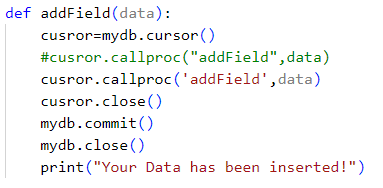 def addField(data):
    cusror=mydb.cursor()
    #cusror.callproc("addField",data)
    cusror.callproc('addField',data)
    cusror.close()
    mydb.commit()
    mydb.close()
    print("Your Data has been inserted!")